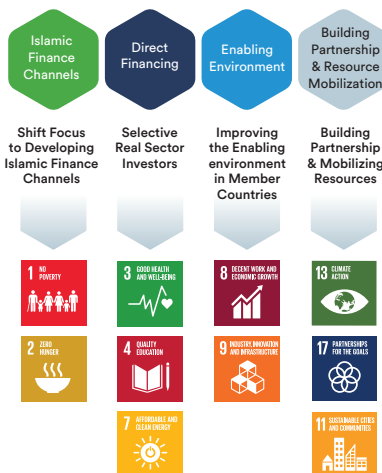 Islamic
Finance
Channels
Direct
Financing
Enabling
Environment
Building
Partnership
& Resource
Mobilization
Shift Focus
to Developing
Islamic Finance
Channels
Selective
Real Sector
Investors
Improving
the Enabling
environment
in Member
Countries
Building
Partnership
& Mobilizing
Resources
1 NO
POVERTY
2 ZERO
HUNGER
3 GOOD HEALTH
AND WELL-BEING
4 QUALITY
EDUCATION
7 AFFORDABLE AND
CLEAN ENERGY
8 DECENT WORK AND
ECONOMIC GROWTH
9 INDUSTRY, INNOVATION
AND INFRASTRUCTURE
13 CLIMATE
ACTION
17 PARTNERSHIPS
FOR THE GOALS
11 SUSTAINABLE CITIES
AND COMMUNITIES